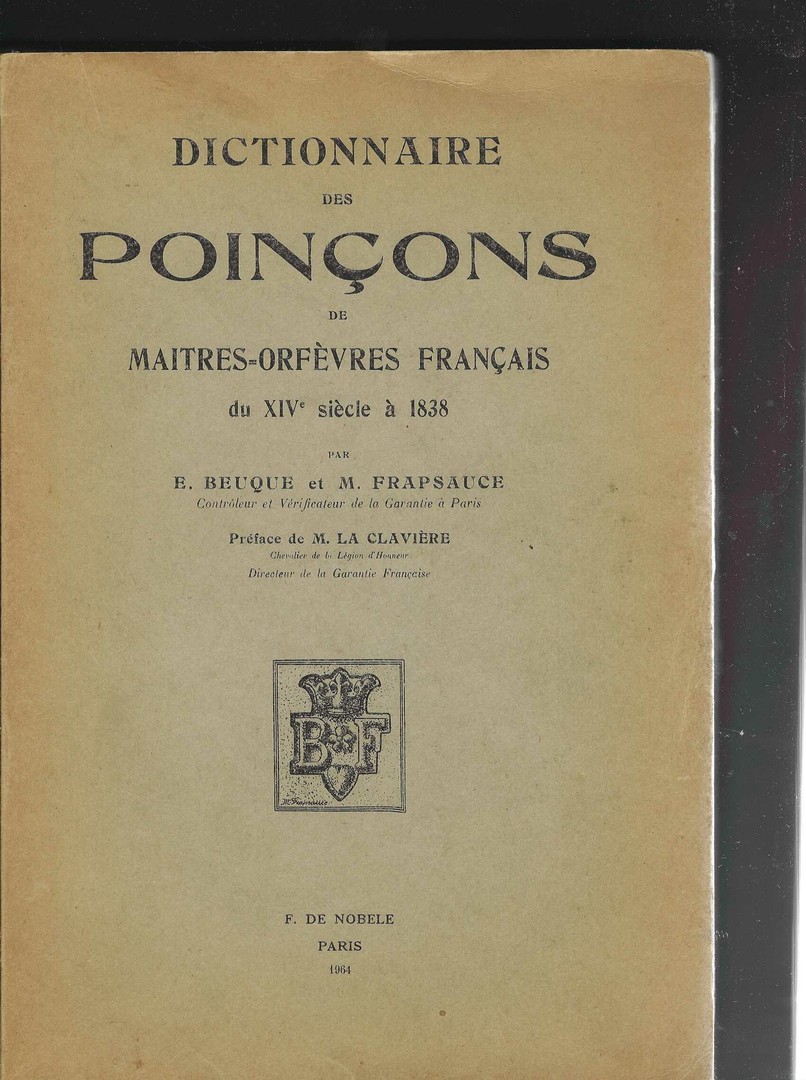 DICTIONNAIRE
DES
POINÇONS
DE
MAITRES-ORFÈVRES FRANÇAIS
du XIVe siècle à 1838
PAR
E. BEUQUE et M. FRAPSAUCE
Contrôleur et Vérificateur de la Garantie à Paris
Préface de M. LA CLAVIÈRE
Chevalier de la Légion d'Honneur
Directeur de la Garantie Française
B F
M. Frapsauce
F. DE NOBELE
PARIS
1964